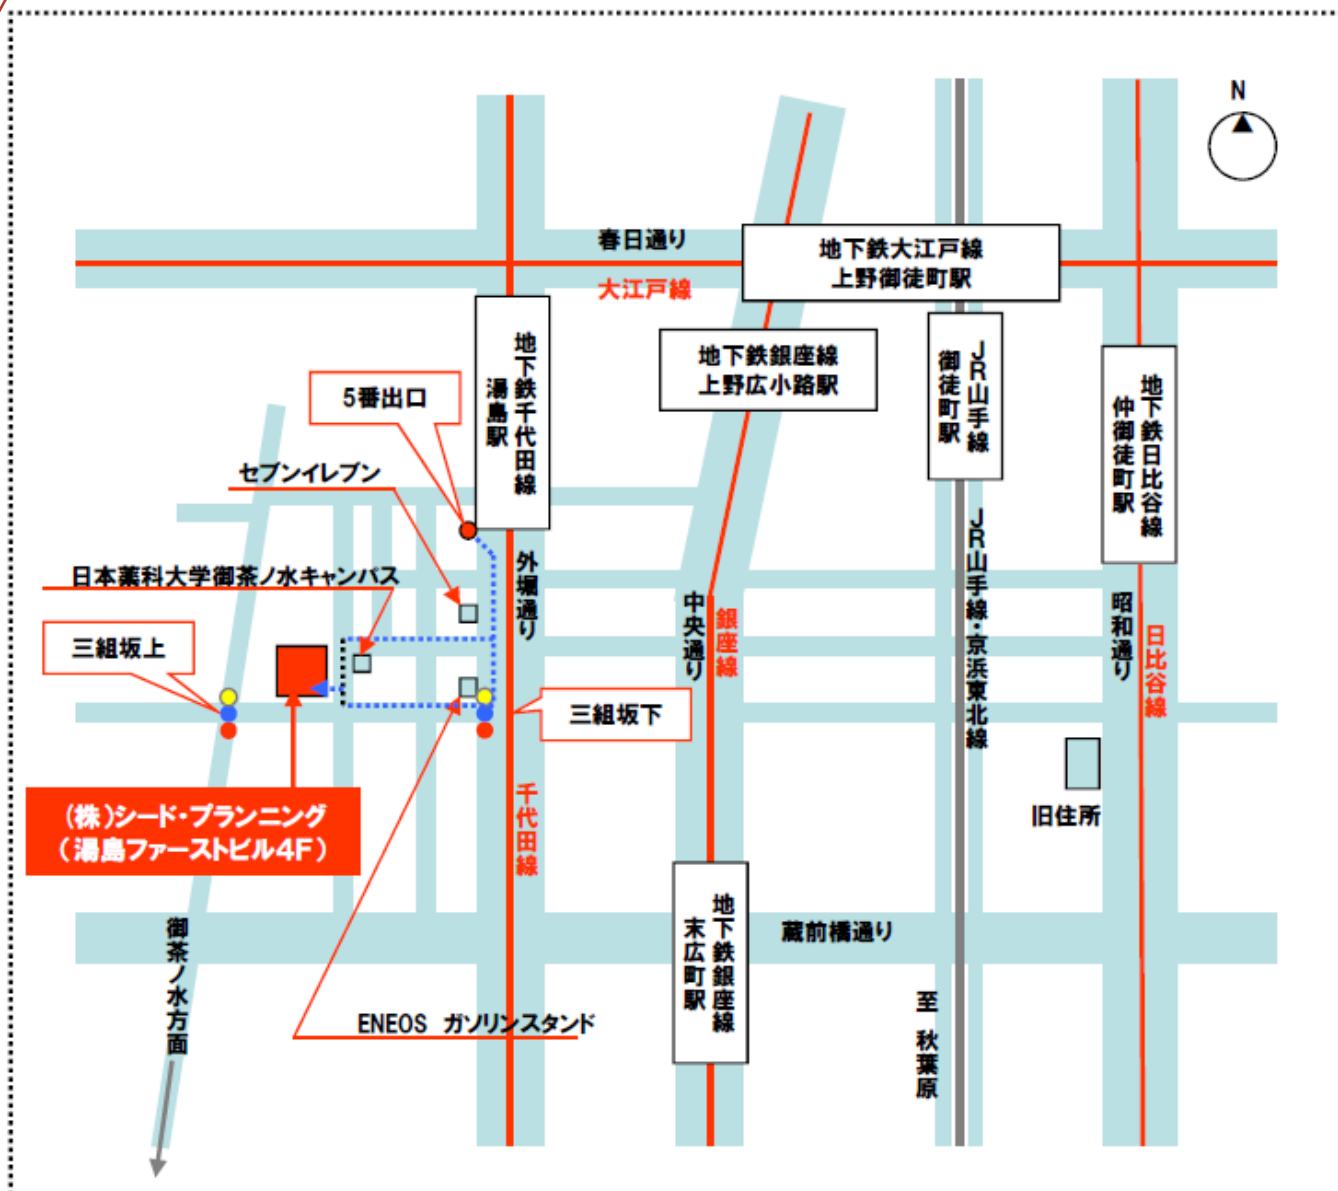 N
春日通り
大江戸線
地下鉄大江戸線
上野御徒町駅
地下鉄千代田線
湯島駅
地下鉄銀座線
上野広小路駅
JR山手線
御徒町駅
地下鉄日比谷線
仲御徒町駅
5番出口
セブンイレブン
日本薬科大学御茶ノ水キャンパス
外堀通り
中央通り
銀座線
JR山手線・京浜東北線
昭和通り
日比谷線
三組坂上
三組坂下
(株)シード・プランニング
(湯島ファーストビル4F)
千代田線
旧住所
御茶ノ水方面
地下鉄銀座線
末広町駅
蔵前橋通り
ENEOS ガソリンスタンド
至 秋葉原